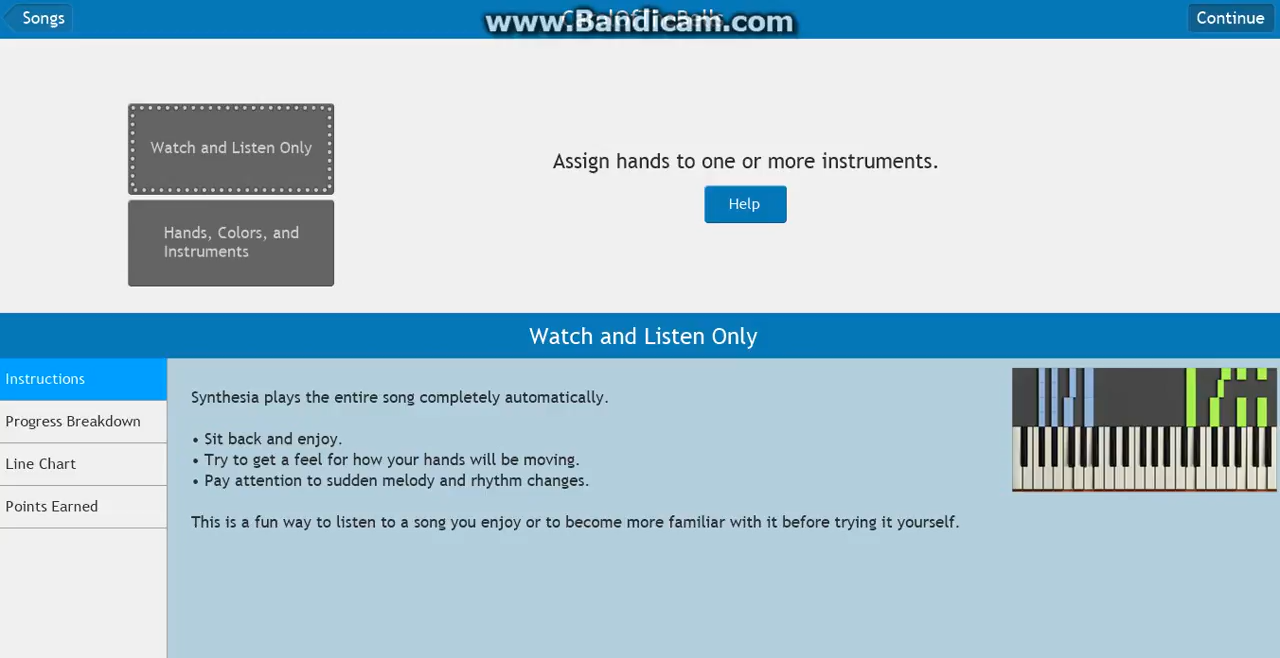 Songs
www.Bandicam.com
Continue
Watch and Listen Only
Hands, Colors, and
Instruments
Assign hands to one or more instruments.
Help
Watch and Listen Only
Instructions
Progress Breakdown
Line Chart
Points Earned
Synthesia plays the entire song completely automatically.
• Sit back and enjoy.
• Try to get a feel for how your hands will be moving.
• Pay attention to sudden melody and rhythm changes.
This is a fun way to listen to a song you enjoy or to become more familiar with it before trying it yourself.